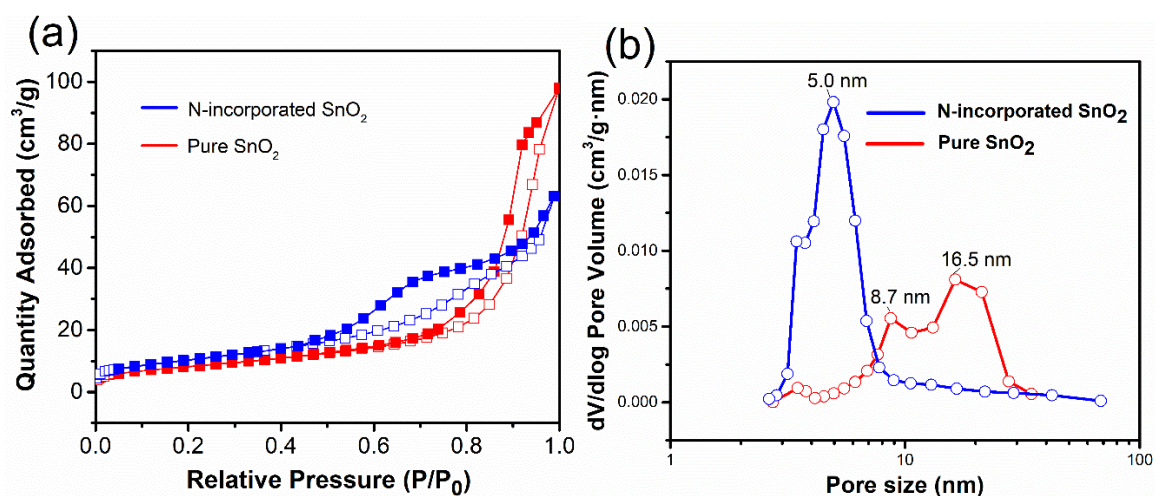 (a)
N-incorporated SnO₂
Pure SnO₂
Quantity Adsorbed (cm³/g)
100
80
60
40
20
0
0.0
0.2
0.4
0.6
0.8
1.0
Relative Pressure (P/P₀)
(b)
5.0 nm
N-incorporated SnO₂
Pure SnO₂
8.7 nm
16.5 nm
dV/dlog Pore Volume (cm³/g·nm)
0.020
0.015
0.010
0.005
0.000
1
10
100
Pore size (nm)